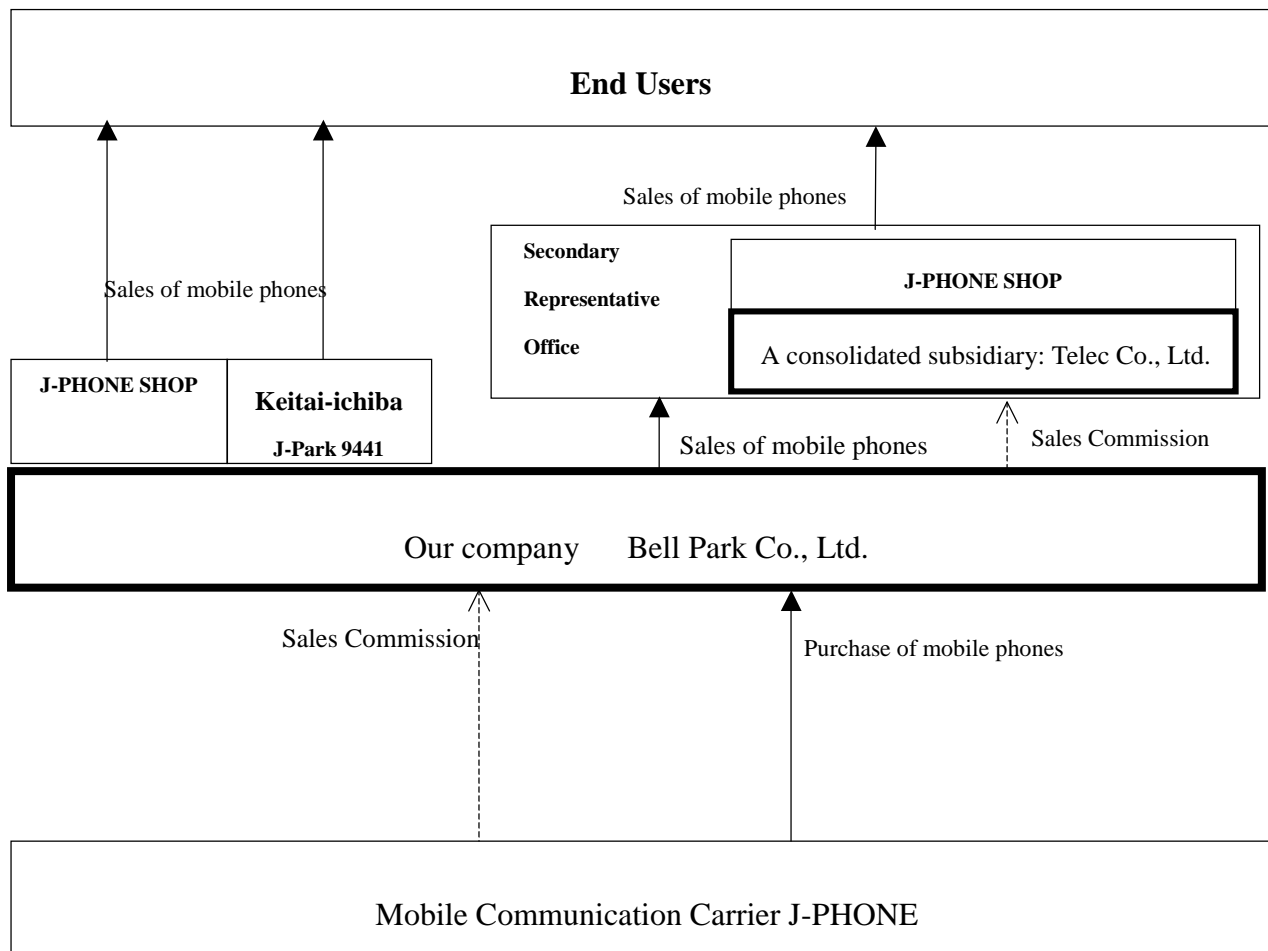 End Users
Sales of mobile phones
Secondary
Representative
Office
J-PHONE SHOP
A consolidated subsidiary: Telec Co., Ltd.
Sales of mobile phones
J-PHONE SHOP
Keitai-ichiba
J-Park 9441
Sales of mobile phones
Sales Commission
Our company Bell Park Co., Ltd.
Sales Commission
Purchase of mobile phones
Mobile Communication Carrier J-PHONE